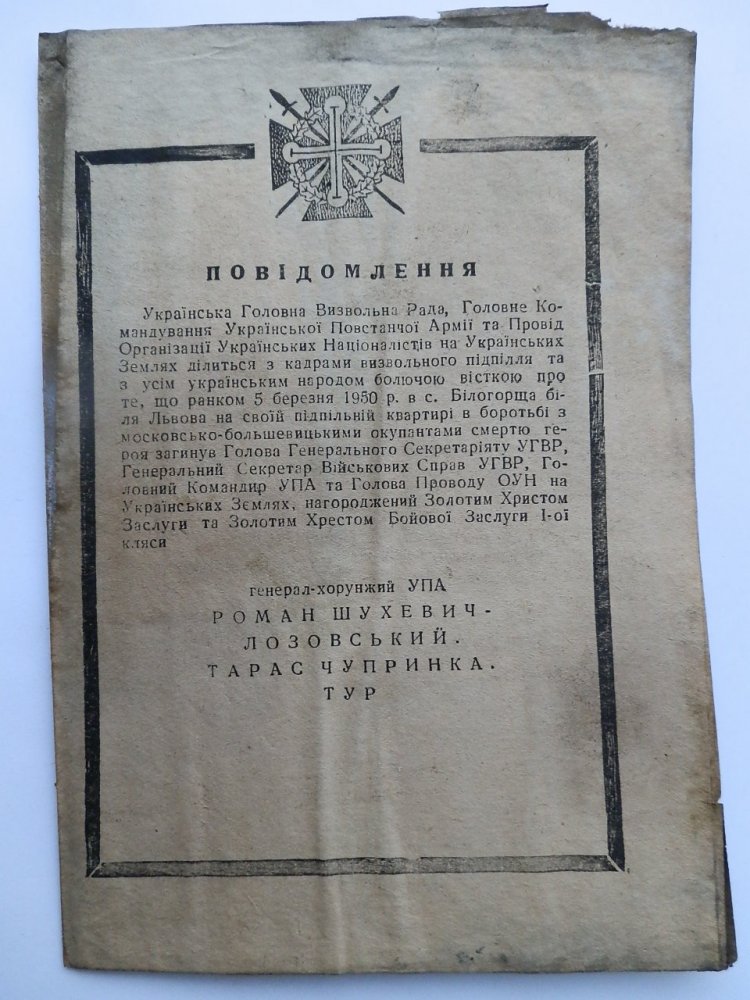 ПОВІДОМЛЕННЯ
Українська Головна Визвольна Рада, Головне Ко-
мандування Української Повстанчої Армії та Провід
Організації Українських Націоналістів на Українських
Землях ділиться з кадрами визвольного підпілля та
з усім українським народом болючою вісткою про
те, що ранком 5 березня 1950 р. в с. Білогорща бі-
ля Львова на своїй підпільній квартирі в боротьбі з
московсько-большевицькими окупантами смертю ге-
роя загинув Голова Генерального Секретаріяту УГВР,
Генеральний Секретар Військових Справ УГВР, Го-
ловний Командир УПА та Голова Проводу ОУН на
Українських Землях, нагороджений Золотим Христом
Заслуги та Золотим Хрестом Бойової Заслуги І-ої
кляси
генерал-хорунжий УПА
РОМАН ШУХЕВИЧ-
ЛОЗОВСЬКИЙ.
ТАРАС ЧУПРИНКА.
ТУР